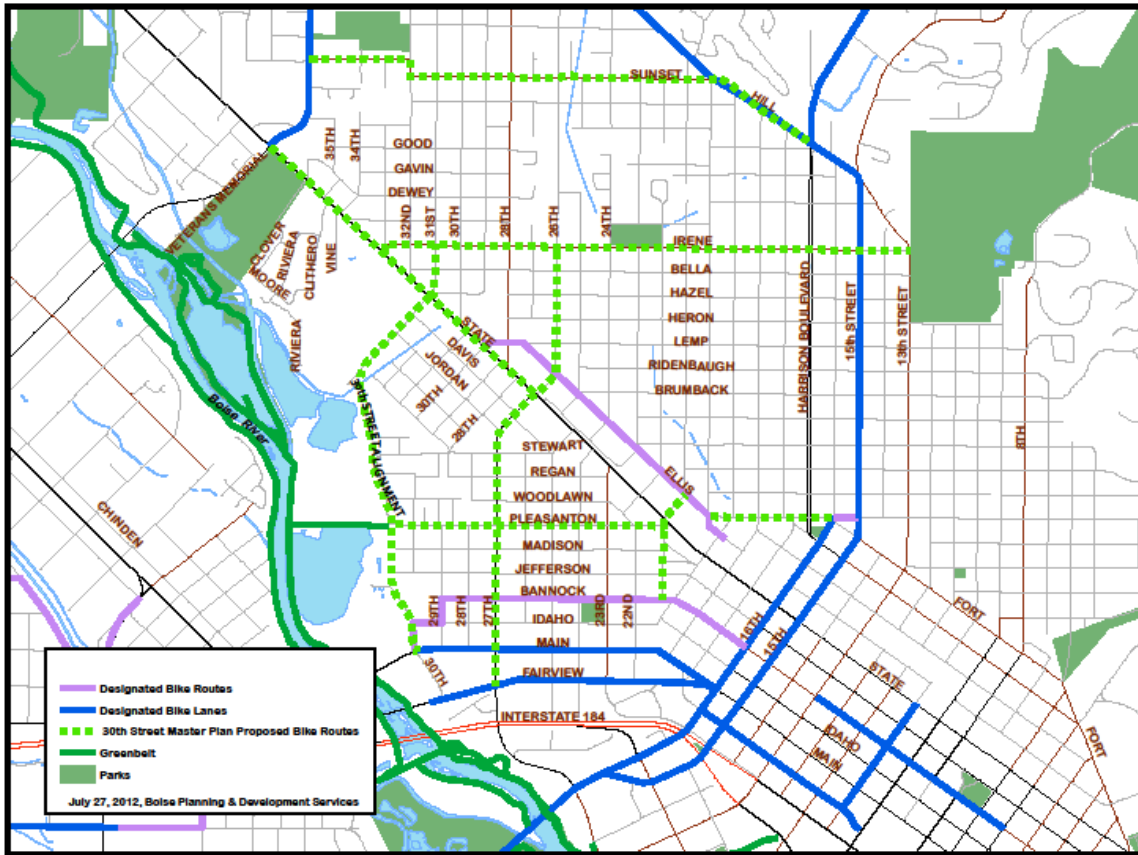 SUNSET
HILL
35TH
34TH
GOOD
GAVIN
DEWEY
VETERANS MEMORIAL
32ND
31ST
30TH
28TH
26TH
24TH
IRENE
CLOVER
MOORE
RIVIERA
CLITHERO
VINE
BELLA
HAZEL
HERON
LEMP
RIDENBAUGH
BRUMBACK
HARRISON BOULEVARD
15th STREET
13th STREET
8TH
RIVIERA
STATE
DAVIS
JORDAN
30TH
28TH
30th STREET ALIGNMENT
Boise River
STEWART
REGAN
WOODLAWN
PLEASANTON
ELLIS
MADISON
JEFFERSON
BANNOCK
CHINDEN
29TH
28TH
27TH
IDAHO
23RD
22ND
MAIN
30TH
FAIRVIEW
16TH
15TH
FORT
STATE
INTERSTATE 184
IDAHO
MAIN
FORT
Designated Bike Routes
Designated Bike Lanes
30th Street Master Plan Proposed Bike Routes
Greenbelt
Parks
July 27, 2012, Boise Planning & Development Services